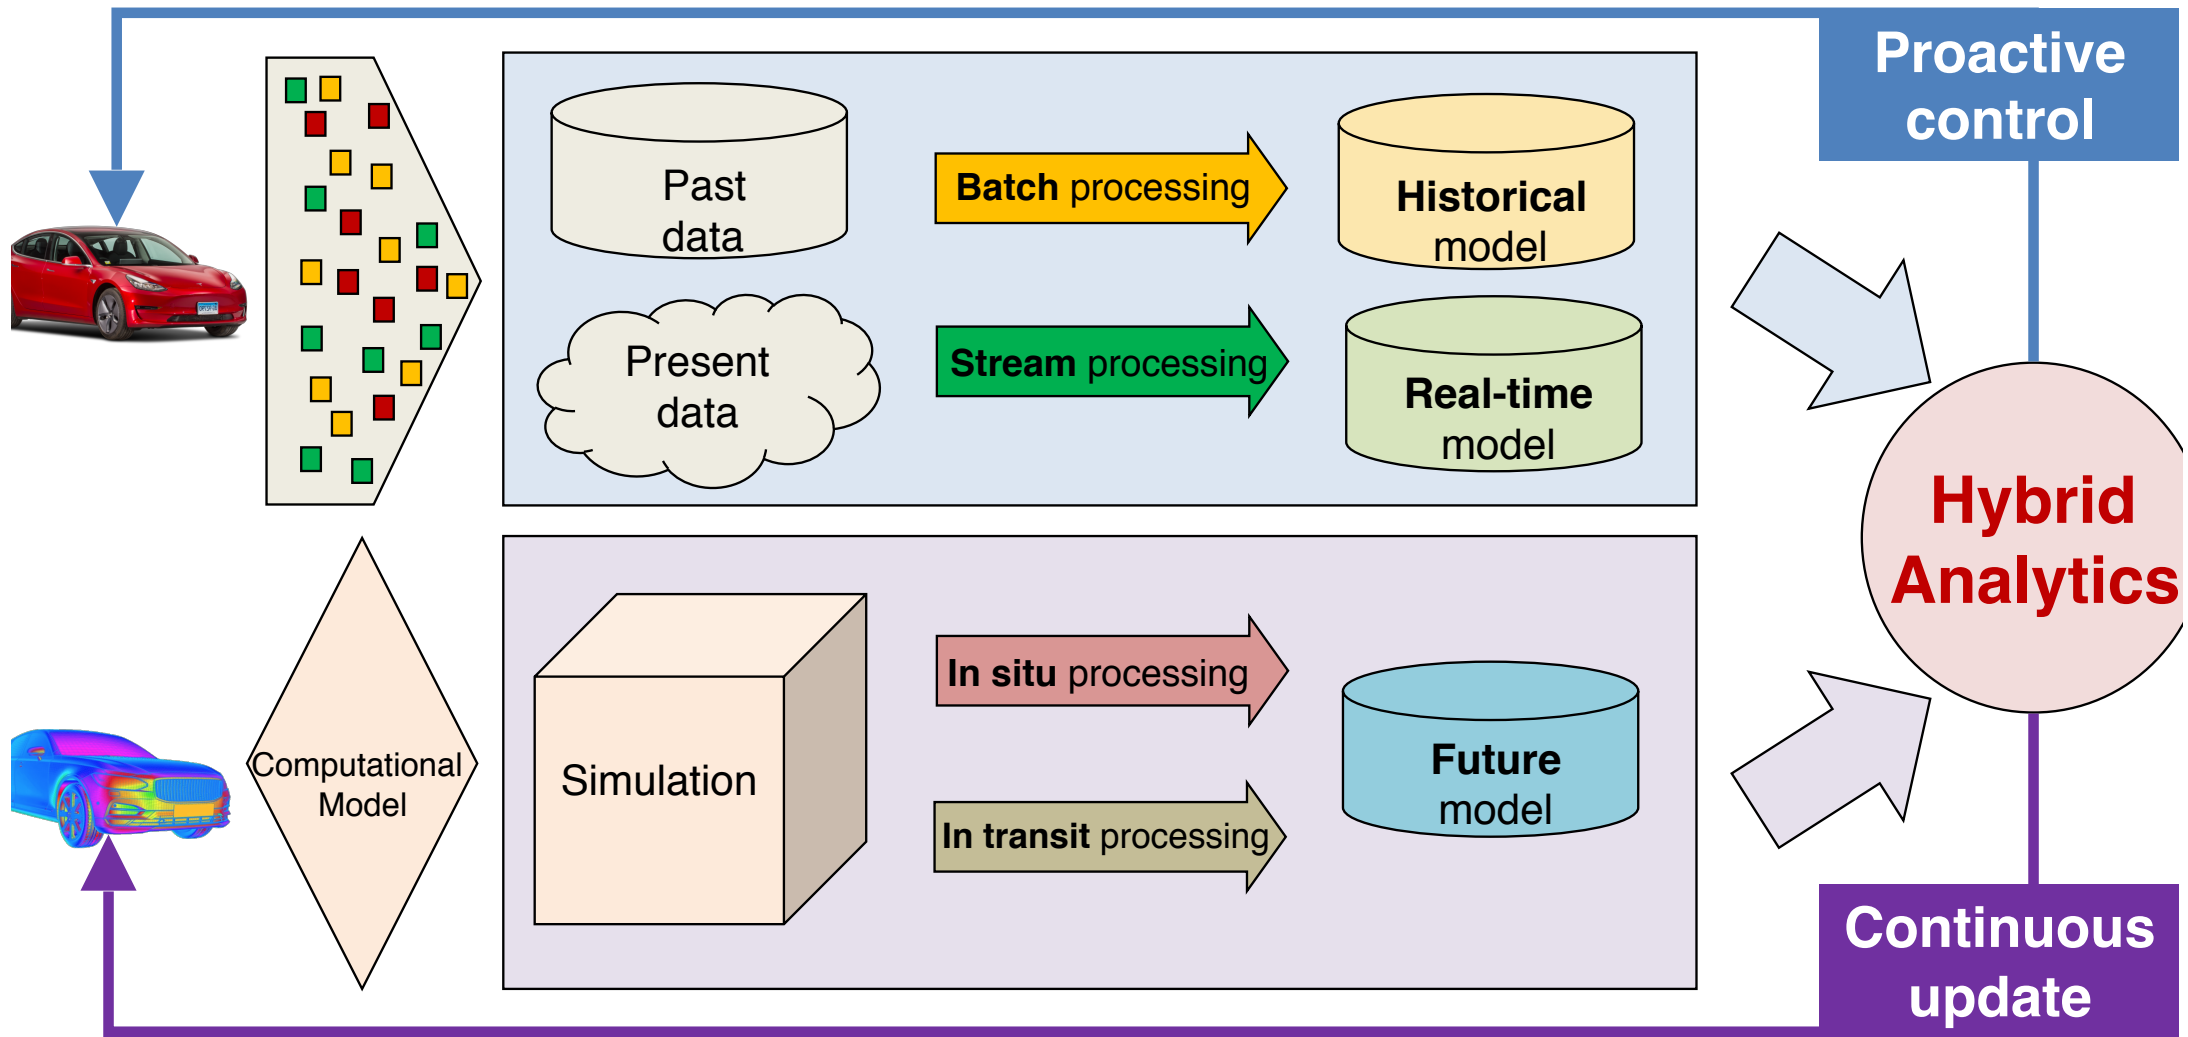 Proactive
control
Past
data
Batch processing
Historical
model
Present
data
Stream processing
Real-time
model
Hybrid
Analytics
Computational
Model
Simulation
In situ processing
In transit processing
Future
model
Continuous
update